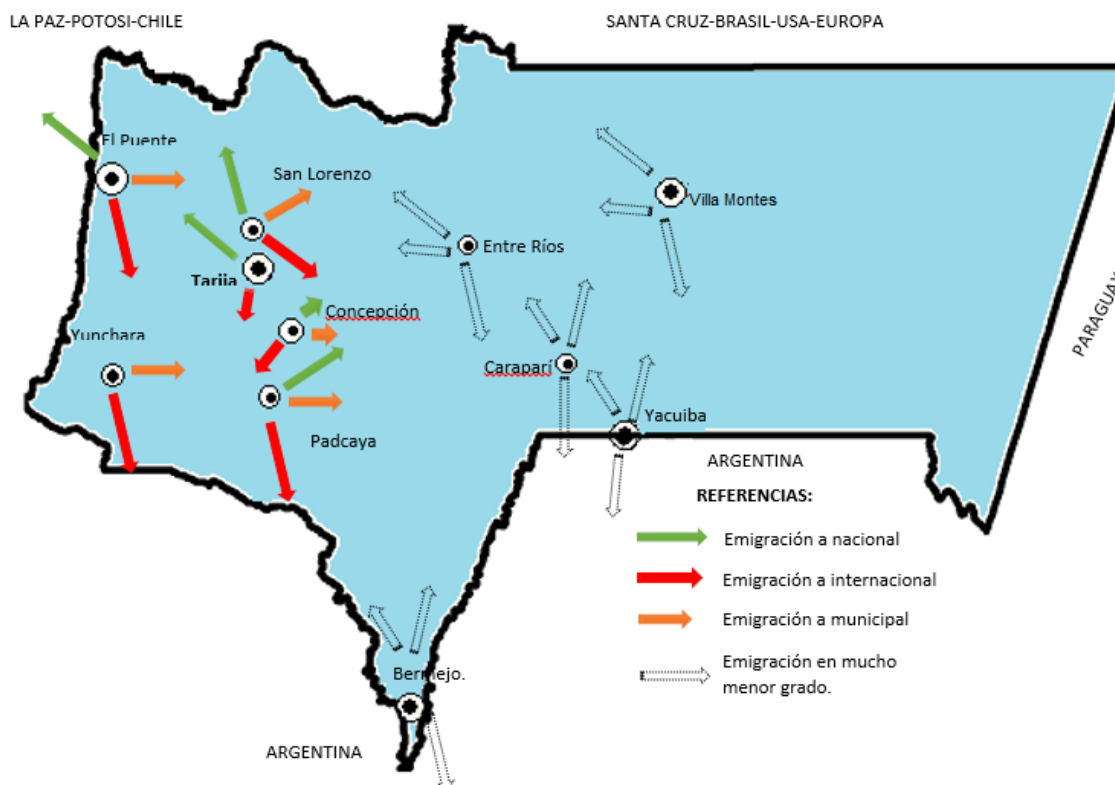 LA PAZ-POTOSI-CHILE
SANTA CRUZ-BRASIL-USA-EUROPA
El Puente
San Lorenzo
Villa Montes
Entre Ríos
Tarija
Concepción
Yunchara
PARAGUAY
Caraparí
Yacuiba
Padcaya
ARGENTINA
REFERENCIAS:
Emigración a nacional
Emigración a internacional
Emigración a municipal
Emigración en mucho
menor grado.
Bermejo.
ARGENTINA